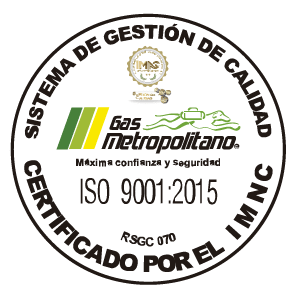 SISTEMA DE GESTIÓN DE CALIDAD
IMNC
Gas
Metropolitano
Máxima confianza y seguridad
ISO 9001:2015
RSGC 070
CERTIFICADO POR EL IMNC